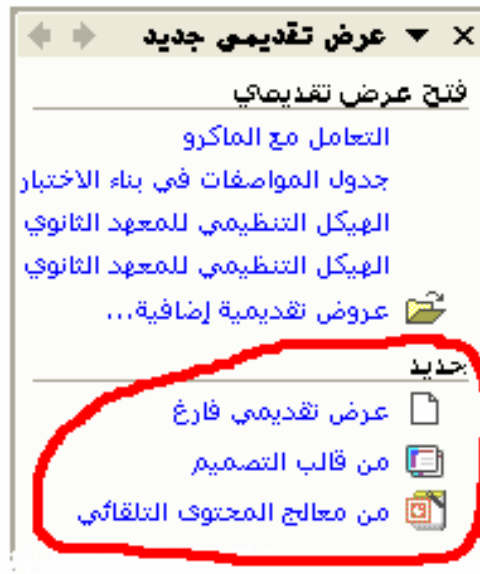 عرض تقديمي جديد
فتح عرض تقديمي
التعامل مع الماكرو
جدول المواصفات في بناء الاختبار
الهيكل التنظيمي للمعهد الثانوي
الهيكل التنظيمي للمعهد الثانوي
عروض تقديمية إضافية...
جديد
عرض تقديمي فارغ
من قالب التصميم
من معالج المحتوى التلقائي